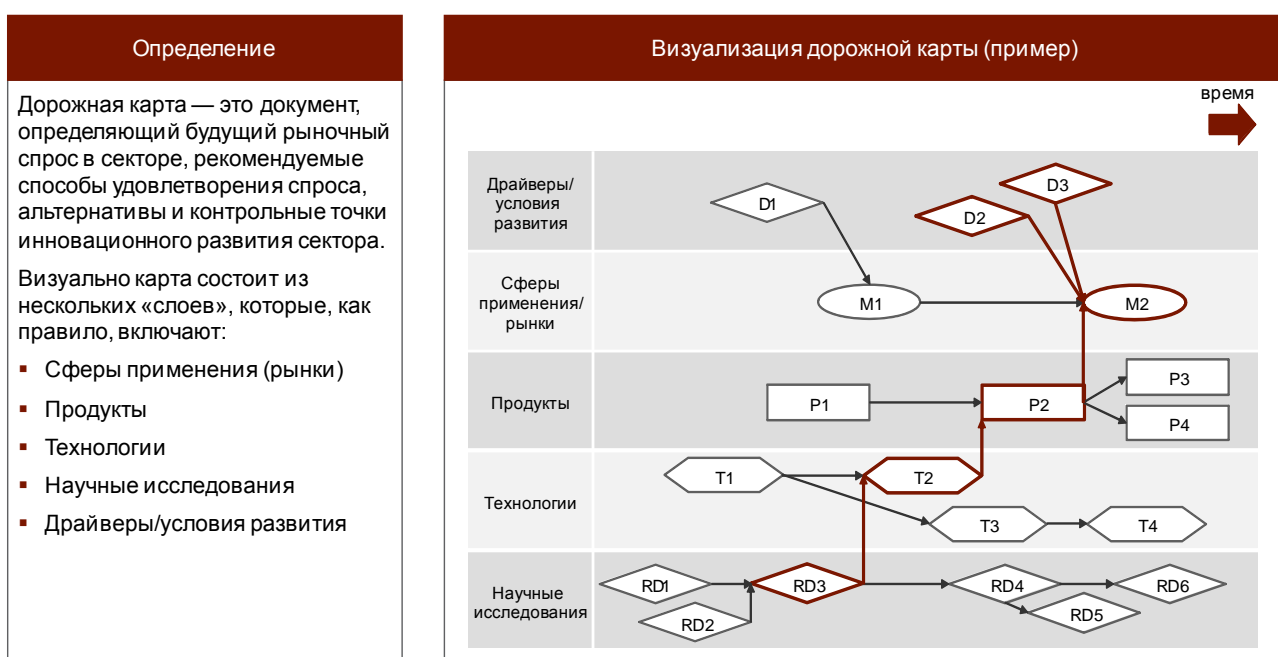 Определение
Дорожная карта — это документ,
определяющий будущий рыночный
спрос в секторе, рекомендуемые
способы удовлетворения спроса,
альтернативы и контрольные точки
инновационного развития сектора.
Визуально карта состоит из
нескольких «слоев», которые, как
правило, включают:
▪ Сферы применения (рынки)
▪ Продукты
▪ Технологии
▪ Научные исследования
▪ Драйверы/условия развития
Визуализация дорожной карты (пример)
время
Драйверы/
условия
развития
D1
D2
D3
Сферы
применения/
рынки
M1
M2
Продукты
P1
P2
P3
P4
Технологии
T1
T2
T3
T4
Научные
исследования
RD1
RD2
RD3
RD4
RD5
RD6